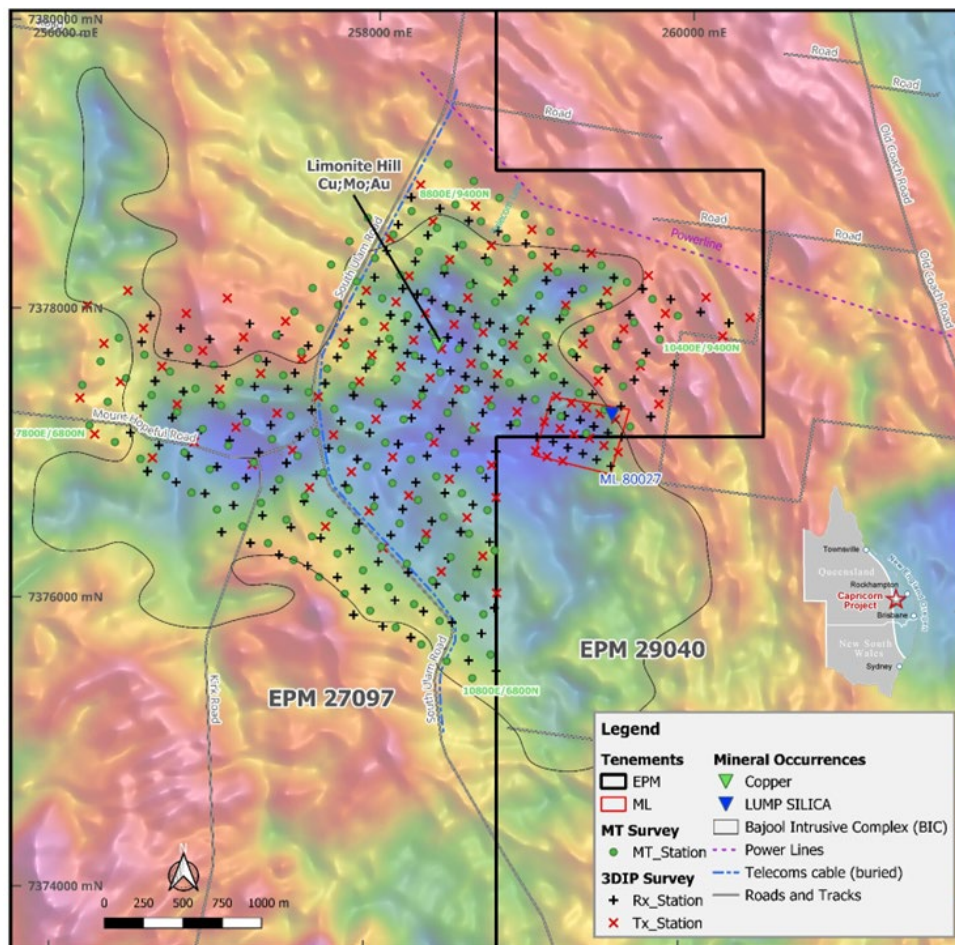 7380000 mN
256000 mE
258000 mE
260000 mE
Road
Road
Road
Old Coach Road
Limonite Hill
Cu;Mo;Au
8800E/9400N
South Ulam Road
Road
Powerline
Road
Old Coach Road
7378000 mN
10400E/9400N
Mount Hopeful Road
7800E/6800N
ML 80027
7376000 mN
EPM 29040
EPM 27097
South Ulam Road
10800E/6800N
Kirk Road
7374000 mN
N
0 250 500 750 1000 m
Townsville
Queensland
New England Orogen
Rockhampton
Capricorn
Project
Brisbane
New South
Wales
Sydney
Legend
Tenements
EPM
ML
MT Survey
MT_Station
3DIP Survey
Rx_Station
Tx_Station
Mineral Occurrences
Copper
LUMP SILICA
Bajool Intrusive Complex (BIC)
Power Lines
Telecoms cable (buried)
Roads and Tracks